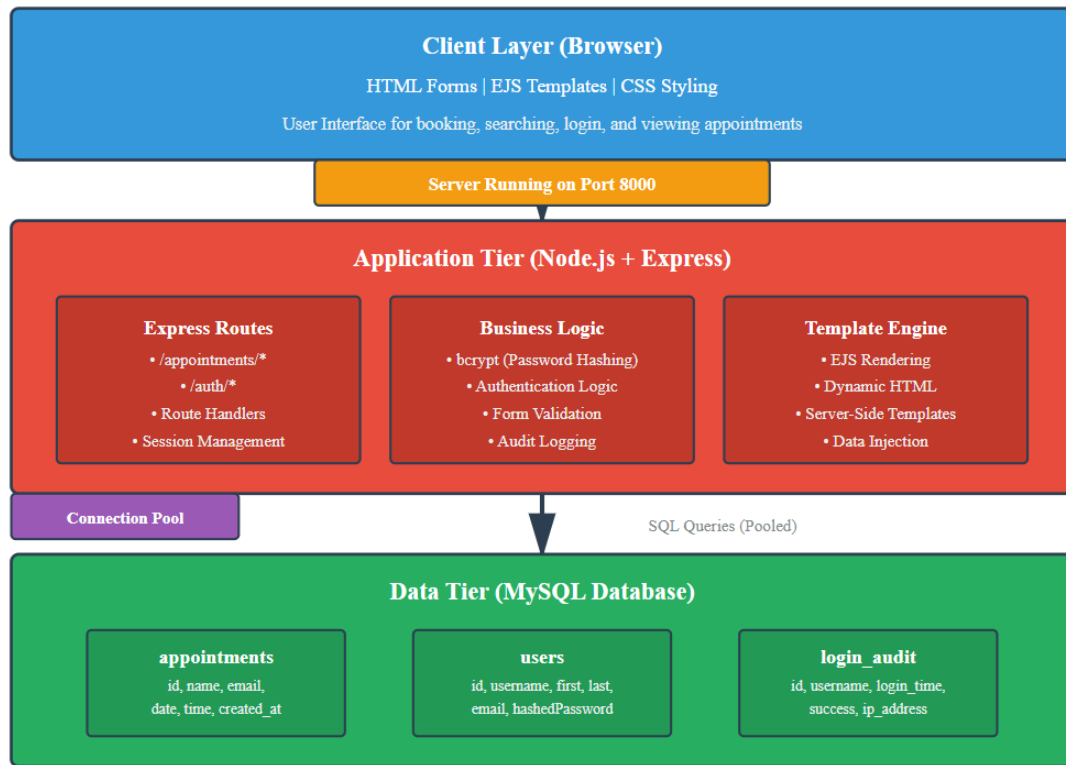 Client Layer (Browser)
HTML Forms | EJS Templates | CSS Styling
User Interface for booking, searching, login, and viewing appointments
Server Running on Port 8000
Application Tier (Node.js + Express)
Express Routes
• /appointments/*
• /auth/*
• Route Handlers
• Session Management
Business Logic
• bcrypt (Password Hashing)
• Authentication Logic
• Form Validation
• Audit Logging
Template Engine
• EJS Rendering
• Dynamic HTML
• Server-Side Templates
• Data Injection
Connection Pool
SQL Queries (Pooled)
Data Tier (MySQL Database)
appointments
id, name, email,
date, time, created_at
users
id, username, first, last,
email, hashedPassword
login_audit
id, username, login_time,
success, ip_address